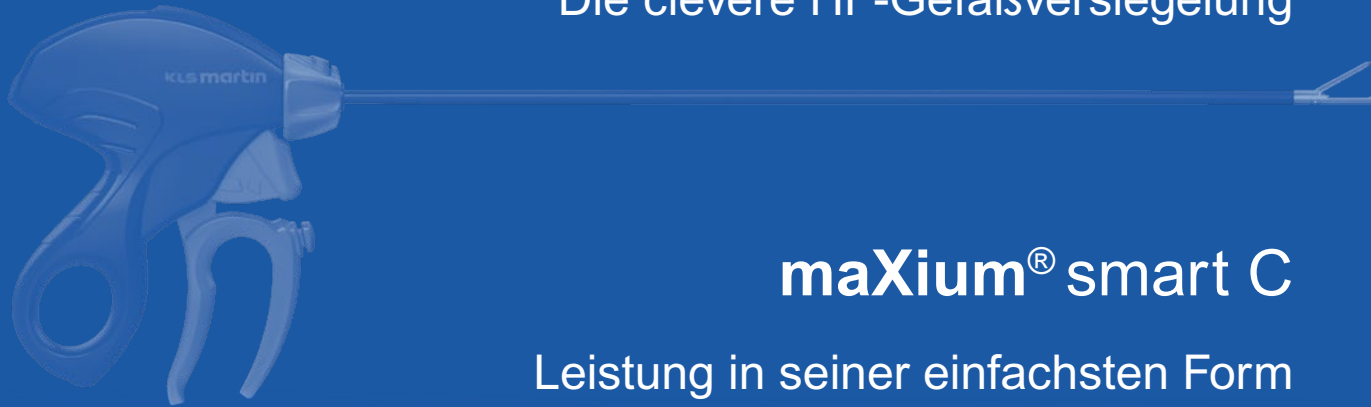 Die clevere HF-Gefäßversiegelung
KLS martin
maXium® smart C
Leistung in seiner einfachsten Form